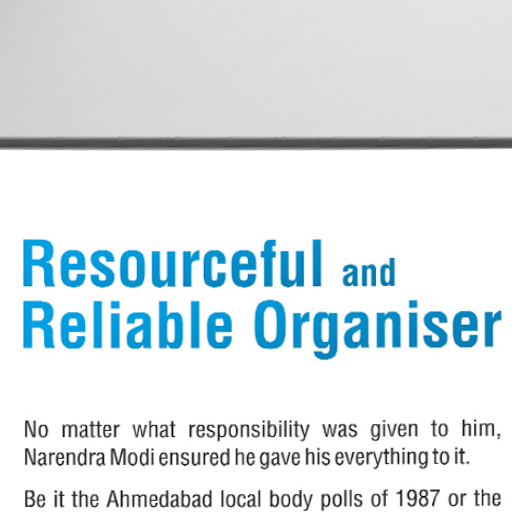 Resourceful and
Reliable Organiser
No matter what responsibility was given to him,
Narendra Modi ensured he gave his everything to it.
Be it the Ahmedabad local body polls of 1987 or the